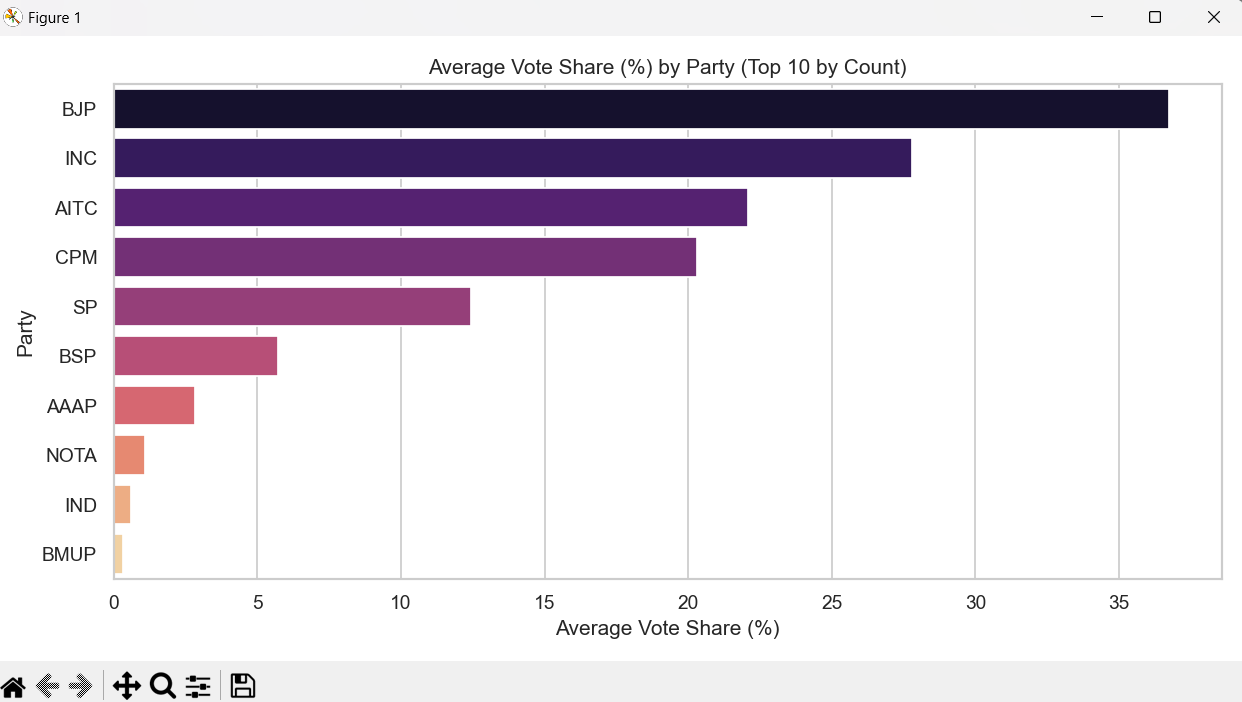 Figure 1
Average Vote Share (%) by Party (Top 10 by Count)
BJP
INC
AITC
CPM
SP
BSP
AAAP
NOTA
IND
BMUP
Party
0 5 10 15 20 25 30 35
Average Vote Share (%)